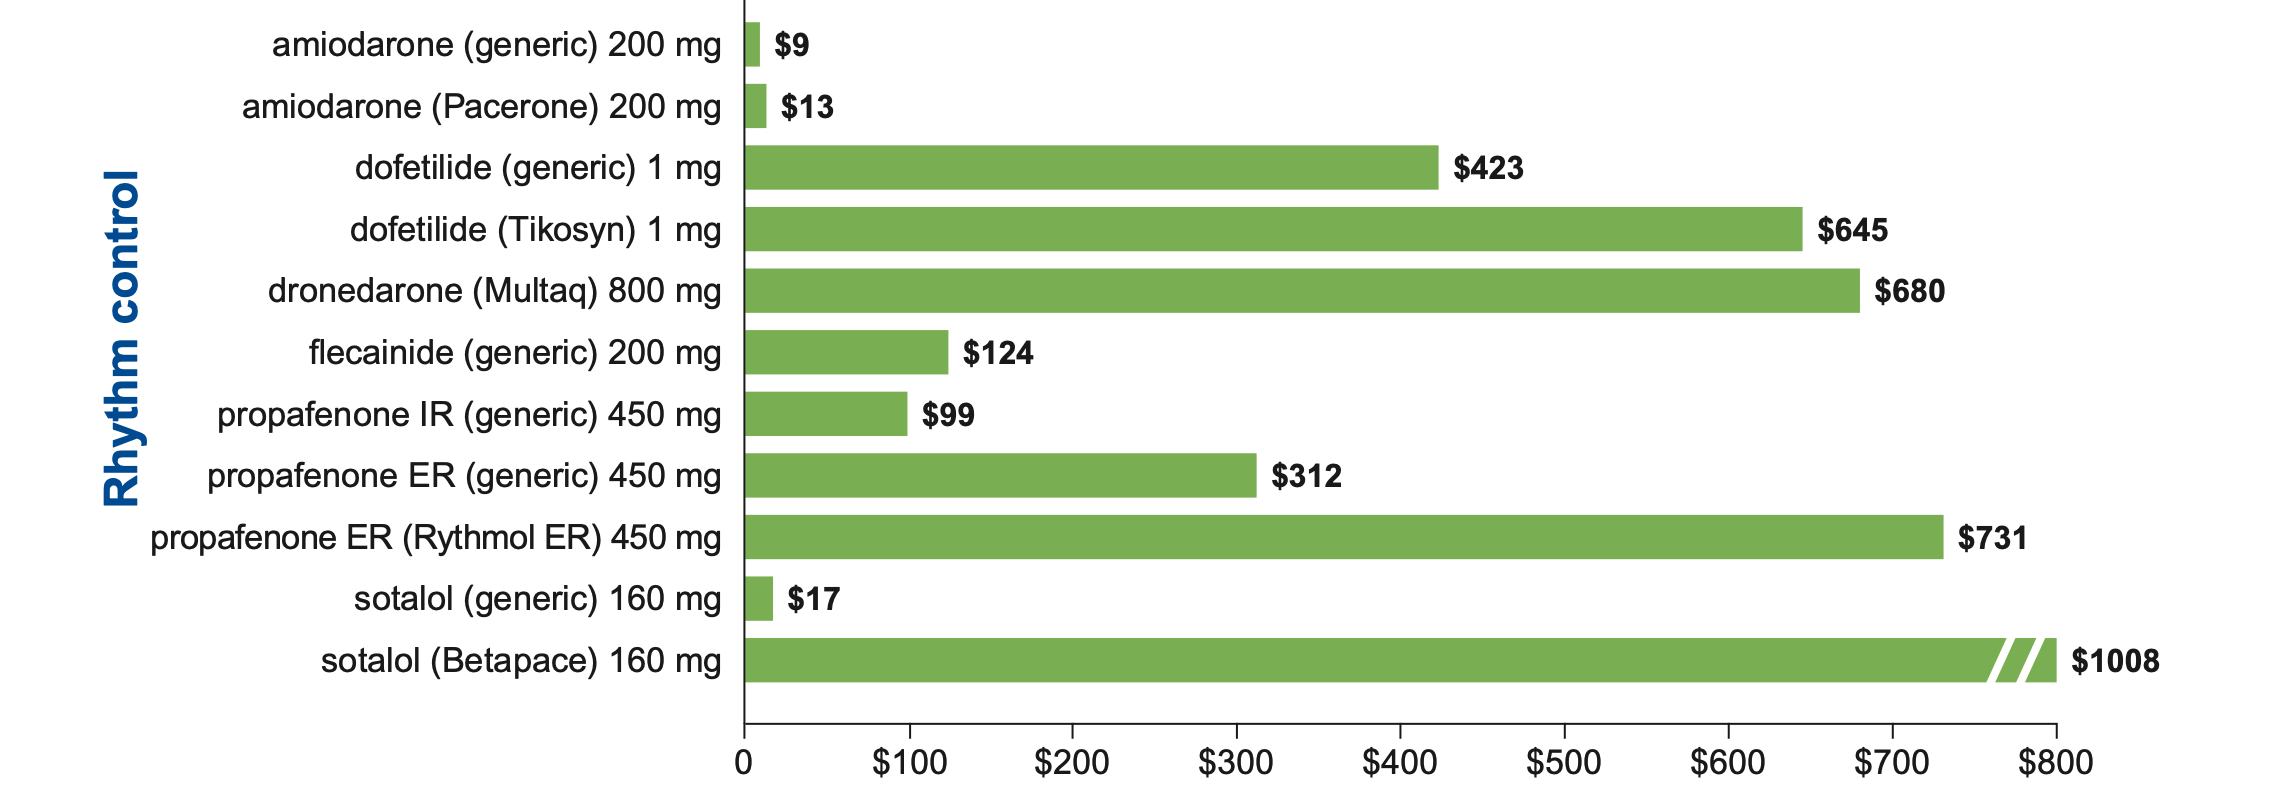 Rhythm control
amiodarone (generic) 200 mg $9
amiodarone (Pacerone) 200 mg $13
dofetilide (generic) 1 mg $423
dofetilide (Tikosyn) 1 mg $645
dronedarone (Multaq) 800 mg $680
flecainide (generic) 200 mg $124
propafenone IR (generic) 450 mg $99
propafenone ER (generic) 450 mg $312
propafenone ER (Rythmol ER) 450 mg $731
sotalol (generic) 160 mg $17
sotalol (Betapace) 160 mg $1008
0 $100 $200 $300 $400 $500 $600 $700 $800